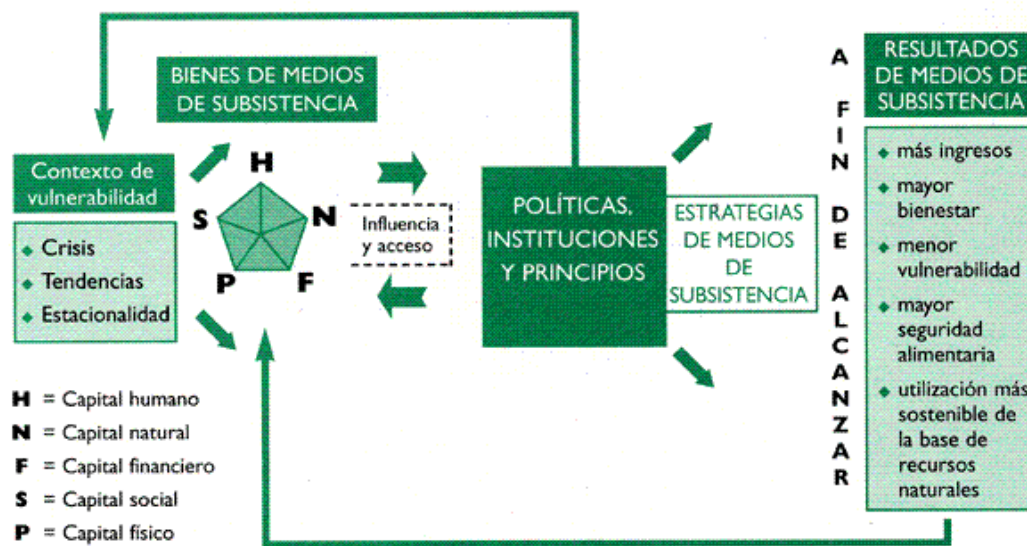 BIENES DE MEDIOS
DE SUBSISTENCIA
Contexto de
vulnerabilidad
◆ Crisis
◆ Tendencias
◆ Estacionalidad
H
S
N
P
F
Influencia
y acceso
POLÍTICAS,
INSTITUCIONES
Y PRINCIPIOS
ESTRATEGIAS
DE MEDIOS
DE
SUBSISTENCIA
A
F
I
N
D
E
A
L
C
A
N
Z
A
R
RESULTADOS
DE MEDIOS DE
SUBSISTENCIA
◆ más ingresos
◆ mayor
bienestar
◆ menor
vulnerabilidad
◆ mayor
seguridad
alimentaria
◆ utilización más
sostenible de
la base de
recursos
naturales
H = Capital humano
N = Capital natural
F = Capital financiero
S = Capital social
P = Capital físico